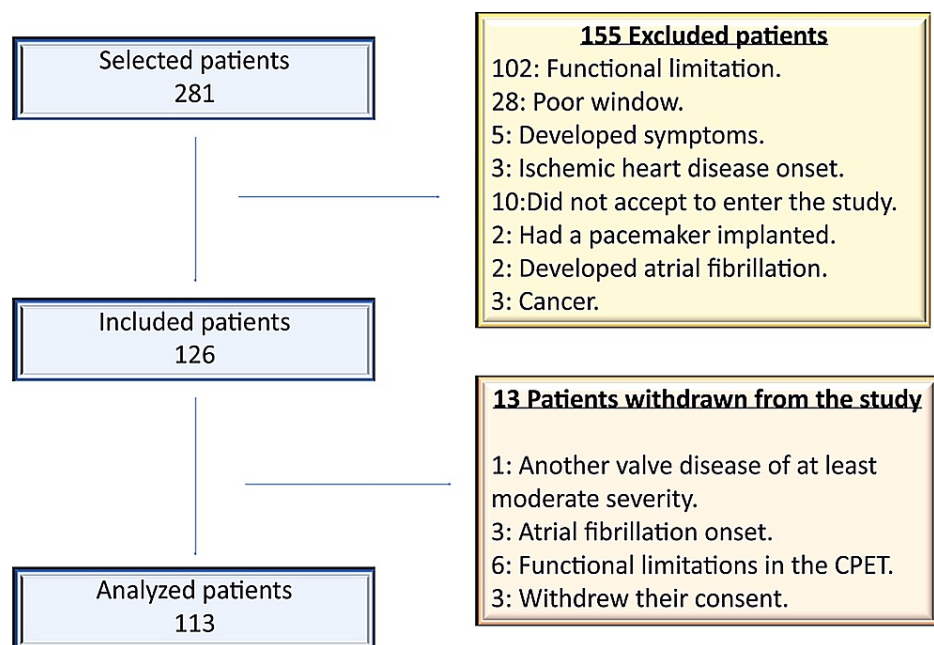 Selected patients
281
155 Excluded patients
102: Functional limitation.
28: Poor window.
5: Developed symptoms.
3: Ischemic heart disease onset.
10:Did not accept to enter the study.
2: Had a pacemaker implanted.
2: Developed atrial fibrillation.
3: Cancer.
Included patients
126
13 Patients withdrawn from the study
1: Another valve disease of at least
moderate severity.
3: Atrial fibrillation onset.
6: Functional limitations in the CPET.
3: Withdrew their consent.
Analyzed patients
113